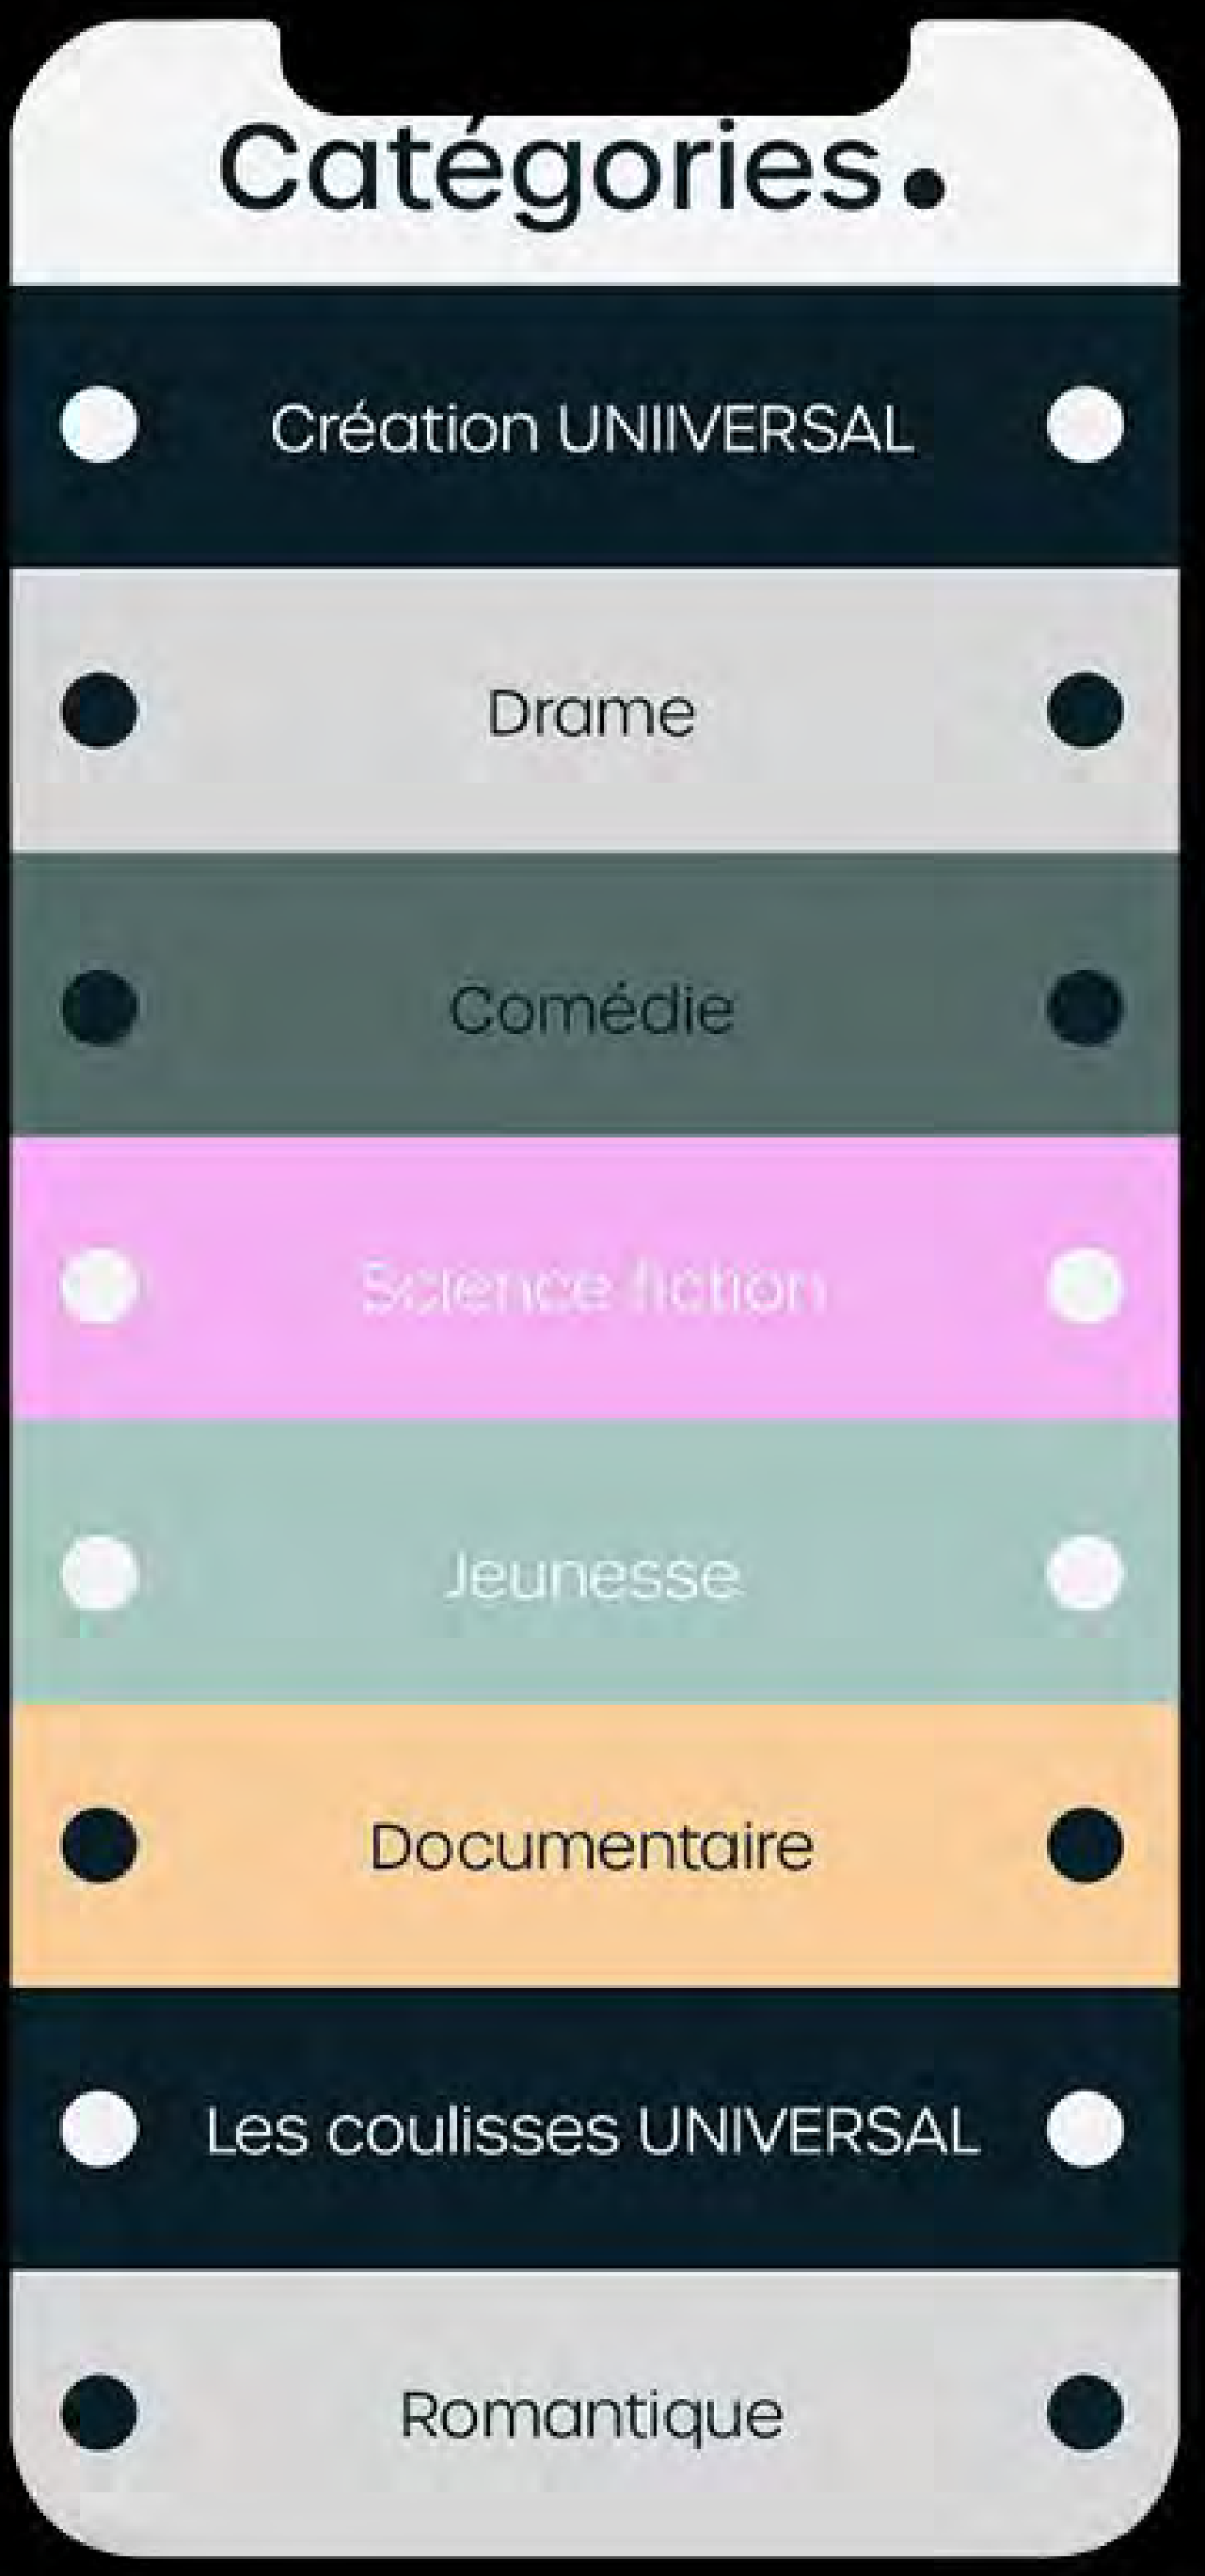 Catégories.
Création UNIIVERSAL
Drame
Comédie
Science fiction
Jeunesse
Documentaire
Les coulisses UNIVERSAL
Romantique